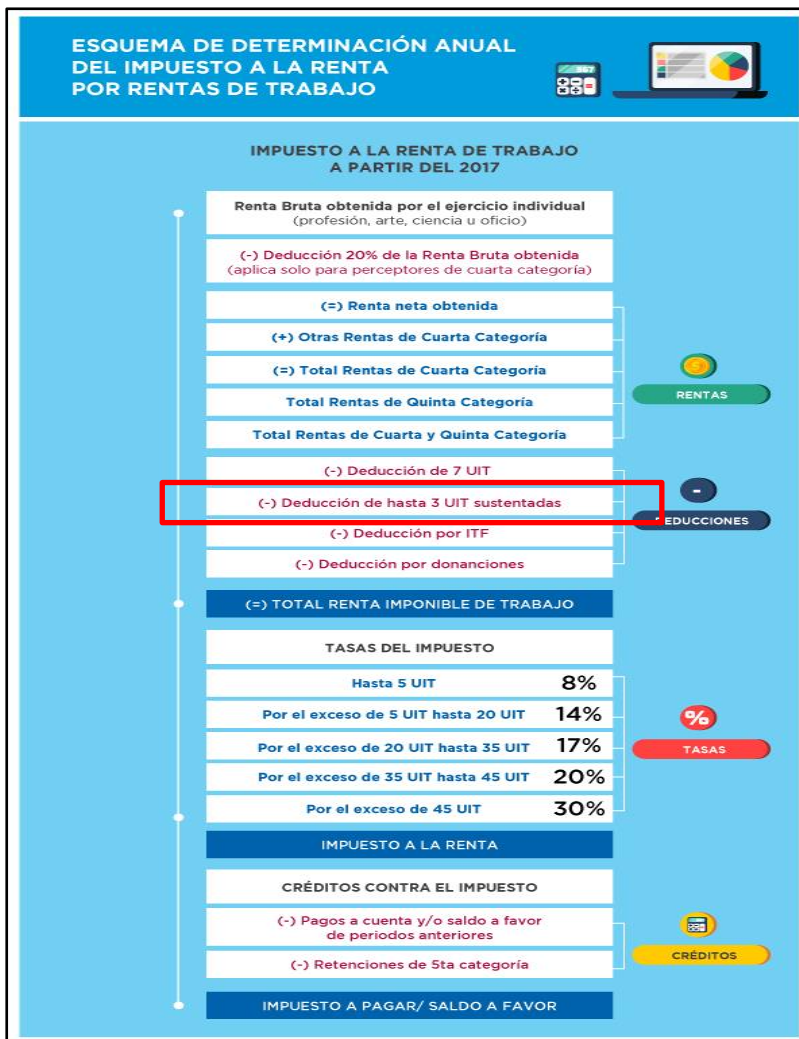 ESQUEMA DE DETERMINACIÓN ANUAL
DEL IMPUESTO A LA RENTA
POR RENTAS DE TRABAJO
IMPUESTO A LA RENTA DE TRABAJO
A PARTIR DEL 2017
Renta Bruta obtenida por el ejercicio individual
(profesión, arte, ciencia u oficio)
(-) Deducción 20% de la Renta Bruta obtenida
(aplica solo para perceptores de cuarta categoría)
(=) Renta neta obtenida
(+) Otras Rentas de Cuarta Categoría
(=) Total Rentas de Cuarta Categoría
Total Rentas de Quinta Categoría
Total Rentas de Cuarta y Quinta Categoría
RENTAS
(-) Deducción de 7 UIT
(-) Deducción de hasta 3 UIT sustentadas
(-) Deducción por ITF
(-) Deducción por donanciones
DEDUCCIONES
(=) TOTAL RENTA IMPONIBLE DE TRABAJO
TASAS DEL IMPUESTO
Hasta 5 UIT 8%
Por el exceso de 5 UIT hasta 20 UIT 14%
Por el exceso de 20 UIT hasta 35 UIT 17%
Por el exceso de 35 UIT hasta 45 UIT 20%
Por el exceso de 45 UIT 30%
%
TASAS
IMPUESTO A LA RENTA
CRÉDITOS CONTRA EL IMPUESTO
(-) Pagos a cuenta y/o saldo a favor
de periodos anteriores
(-) Retenciones de 5ta categoría
CRÉDITOS
IMPUESTO A PAGAR/ SALDO A FAVOR